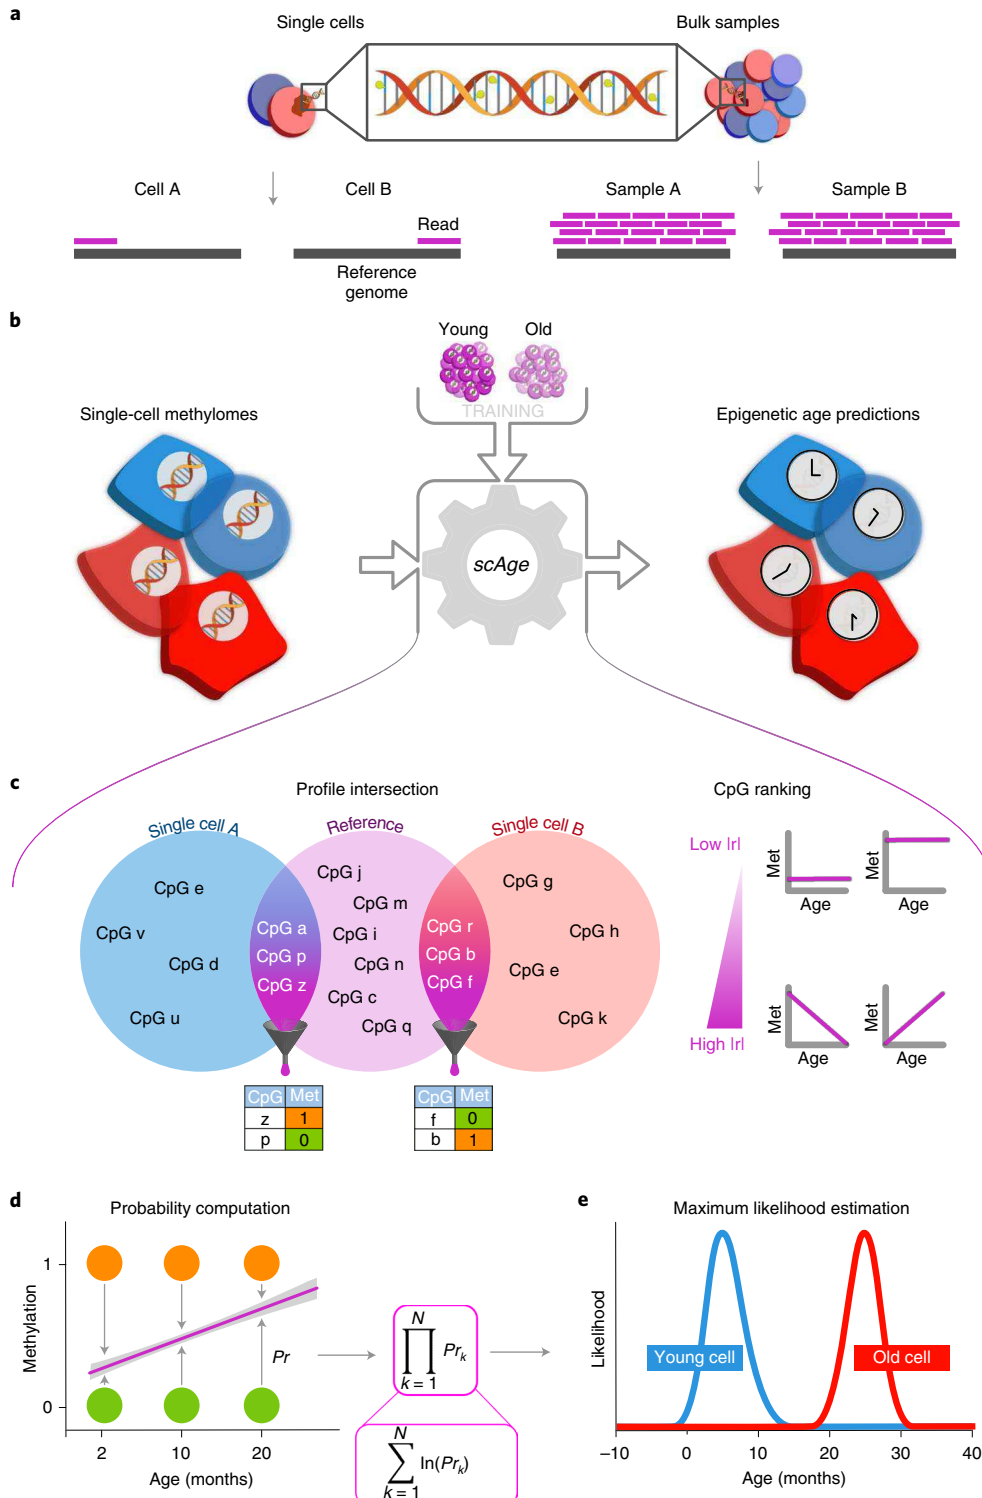 a
Single cells
Bulk samples
Cell A
Cell B
Sample A
Sample B
Read
Reference
genome
b
Young
Old
TRAINING
Single-cell methylomes
Epigenetic age predictions
scAge
c
Profile intersection
CpG ranking
Single cell A
Reference
Single cell B
Low |r|
High |r|
Met
Age
Met
Age
Met
Age
Met
Age
CpG e
CpG v
CpG d
CpG u
CpG a
CpG p
CpG z
CpG j
CpG m
CpG i
CpG n
CpG c
CpG q
CpG r
CpG b
CpG f
CpG g
CpG h
CpG e
CpG k
CpG Met
z 1
p 0
CpG Met
f 0
b 1
d
Probability computation
Methylation
1
0
2 10 20
Age (months)
Pr
N
∏ Pr_k
k = 1
N
∑ ln(Pr_k)
k = 1
e
Maximum likelihood estimation
Likelihood
Young cell
Old cell
–10 0 10 20 30 40
Age (months)